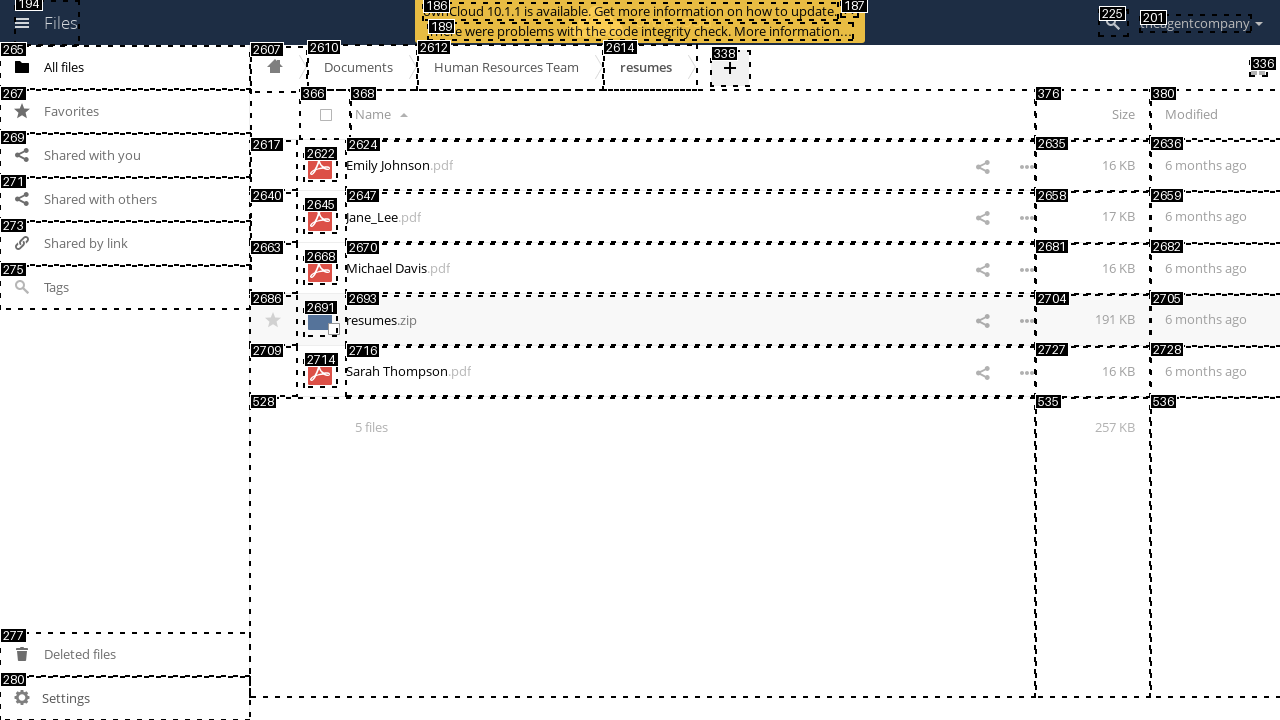 194
Files
186
ownCloud 10.1.1 is available. Get more information on how to update.
187
189
There were problems with the code integrity check. More information…
225
201
theagentcompany
265
All files
267
Favorites
269
Shared with you
271
Shared with others
273
Shared by link
275
Tags
277
Deleted files
280
Settings
2607
2610
Documents
2612
Human Resources Team
2614
resumes
338
+
336
366
368
Name
376
Size
380
Modified
2617
2622
2624
Emily Johnson.pdf
2635
16 KB
2636
6 months ago
2640
2645
2647
Jane_Lee.pdf
2658
17 KB
2659
6 months ago
2663
2668
2670
Michael Davis.pdf
2681
16 KB
2682
6 months ago
2686
2691
2693
resumes.zip
2704
191 KB
2705
6 months ago
2709
2714
2716
Sarah Thompson.pdf
2727
16 KB
2728
6 months ago
528
5 files
535
257 KB
536